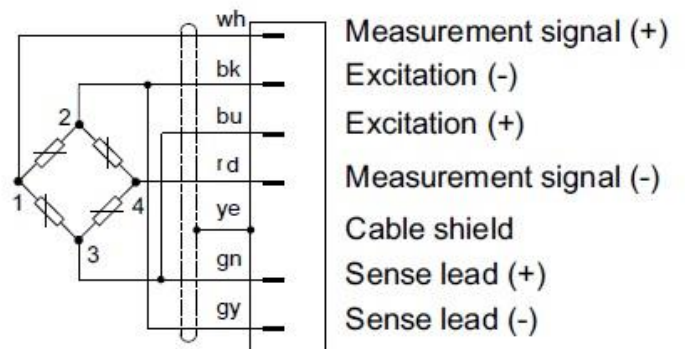 wh Measurement signal (+)
bk Excitation (-)
bu Excitation (+)
2
rd Measurement signal (-)
1 4
ye Cable shield
3
gn Sense lead (+)
gy Sense lead (-)